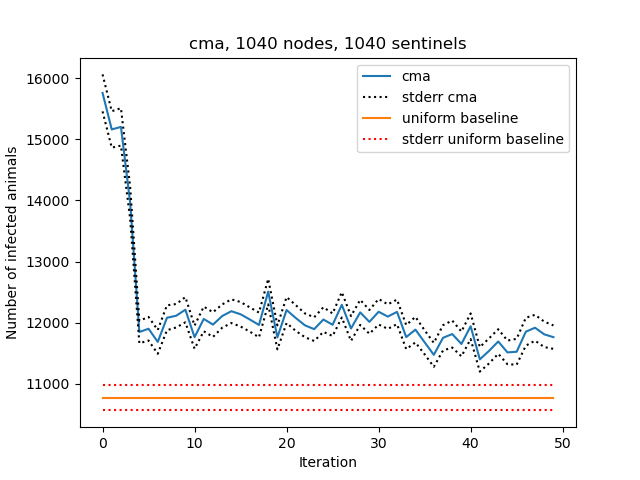 cma, 1040 nodes, 1040 sentinels
cma
stderr cma
uniform baseline
stderr uniform baseline
Number of infected animals
16000
15000
14000
13000
12000
11000
0 10 20 30 40 50
Iteration